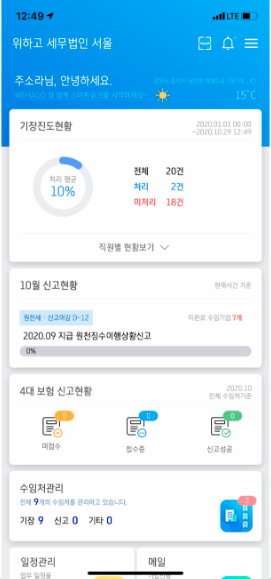 12:49
LTE
위하고 세무법인 서울
주소라님, 안녕하세요.
WEHAGO와 함께 스마트워크를 시작하세요~
15℃
기장진도현황
2020.01.01 00:00
~2020.10.29 12:49
처리 평균
10%
전체 20건
처리 2건
미처리 18건
직원별 현황보기
10월 신고현황
현재시간 기준
원천세 · 신고마감 D-12
미완료 수임기업 7개
2020.09 지급 원천징수이행상황신고
0%
4대 보험 신고현황
2020.10
전체 수임처기준
0
0
0
미접수
접수중
신고성공
수임처관리
전체 9개의 수임처를 관리하고 있습니다.
2
기장 9 신고 0 기타 0
일정관리
메일
업무 일정을